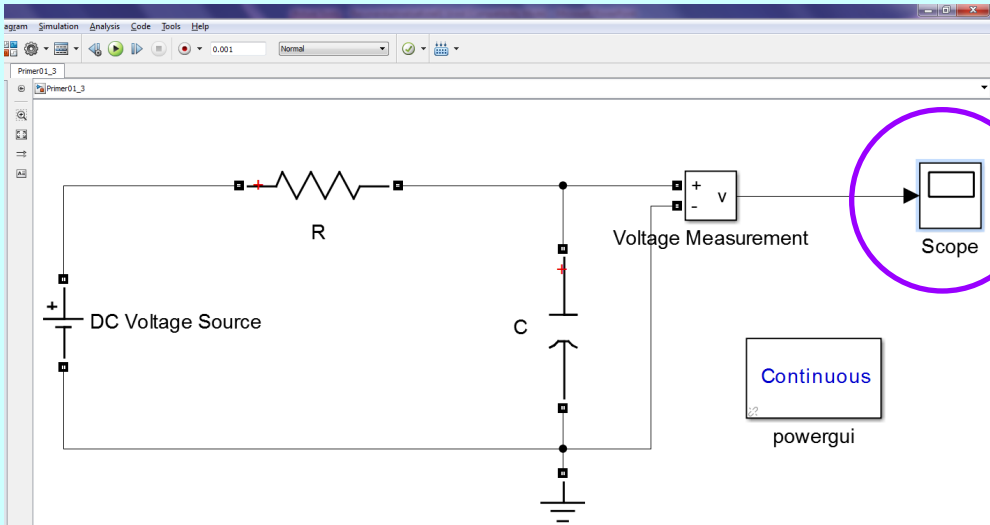 agram Simulation Analysis Code Tools Help
0.001 Normal
Primer01_3
Primer01_3
R
+
-
v
Voltage Measurement
Scope
+
DC Voltage Source
C
Continuous
powergui